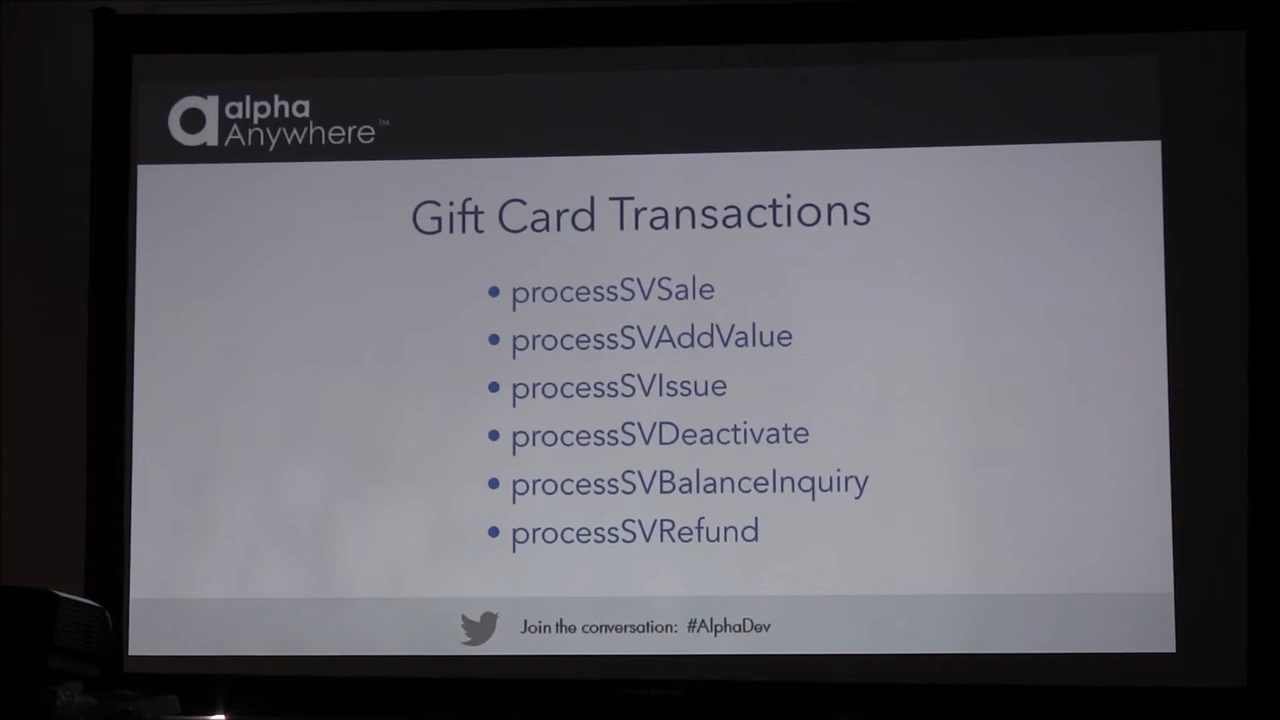 alpha
Anywhere™
Gift Card Transactions
• processSVSale
• processSVAddValue
• processSVIssue
• processSVDeactivate
• processSVBalanceInquiry
• processSVRefund
Join the conversation: #AlphaDev